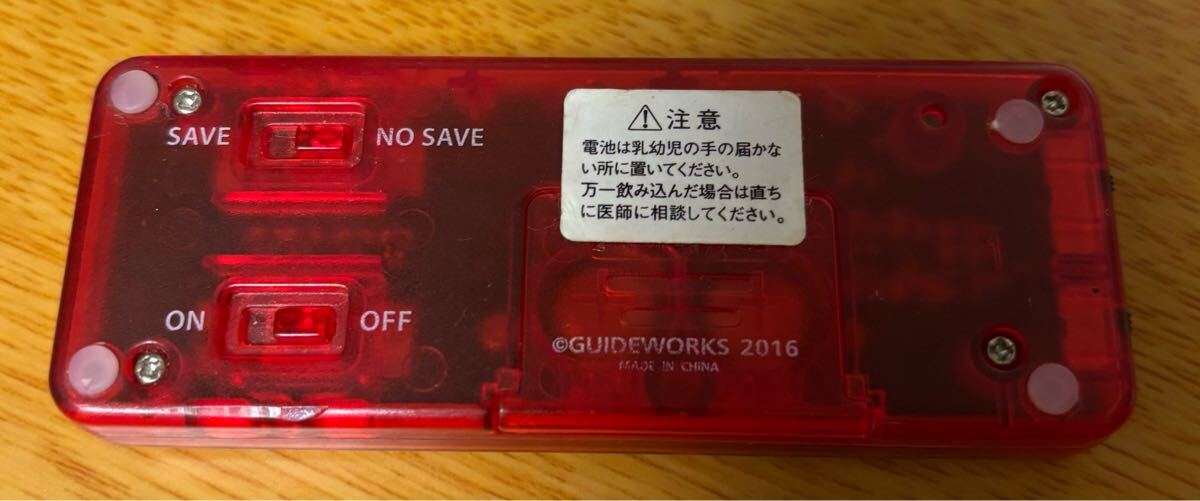 SAVE NO SAVE
⚠注意
電池は乳幼児の手の届かな
い所に置いてください。
万一飲み込んだ場合は直ち
に医師に相談してください。
ON OFF
©GUIDEWORKS 2016
MADE IN CHINA